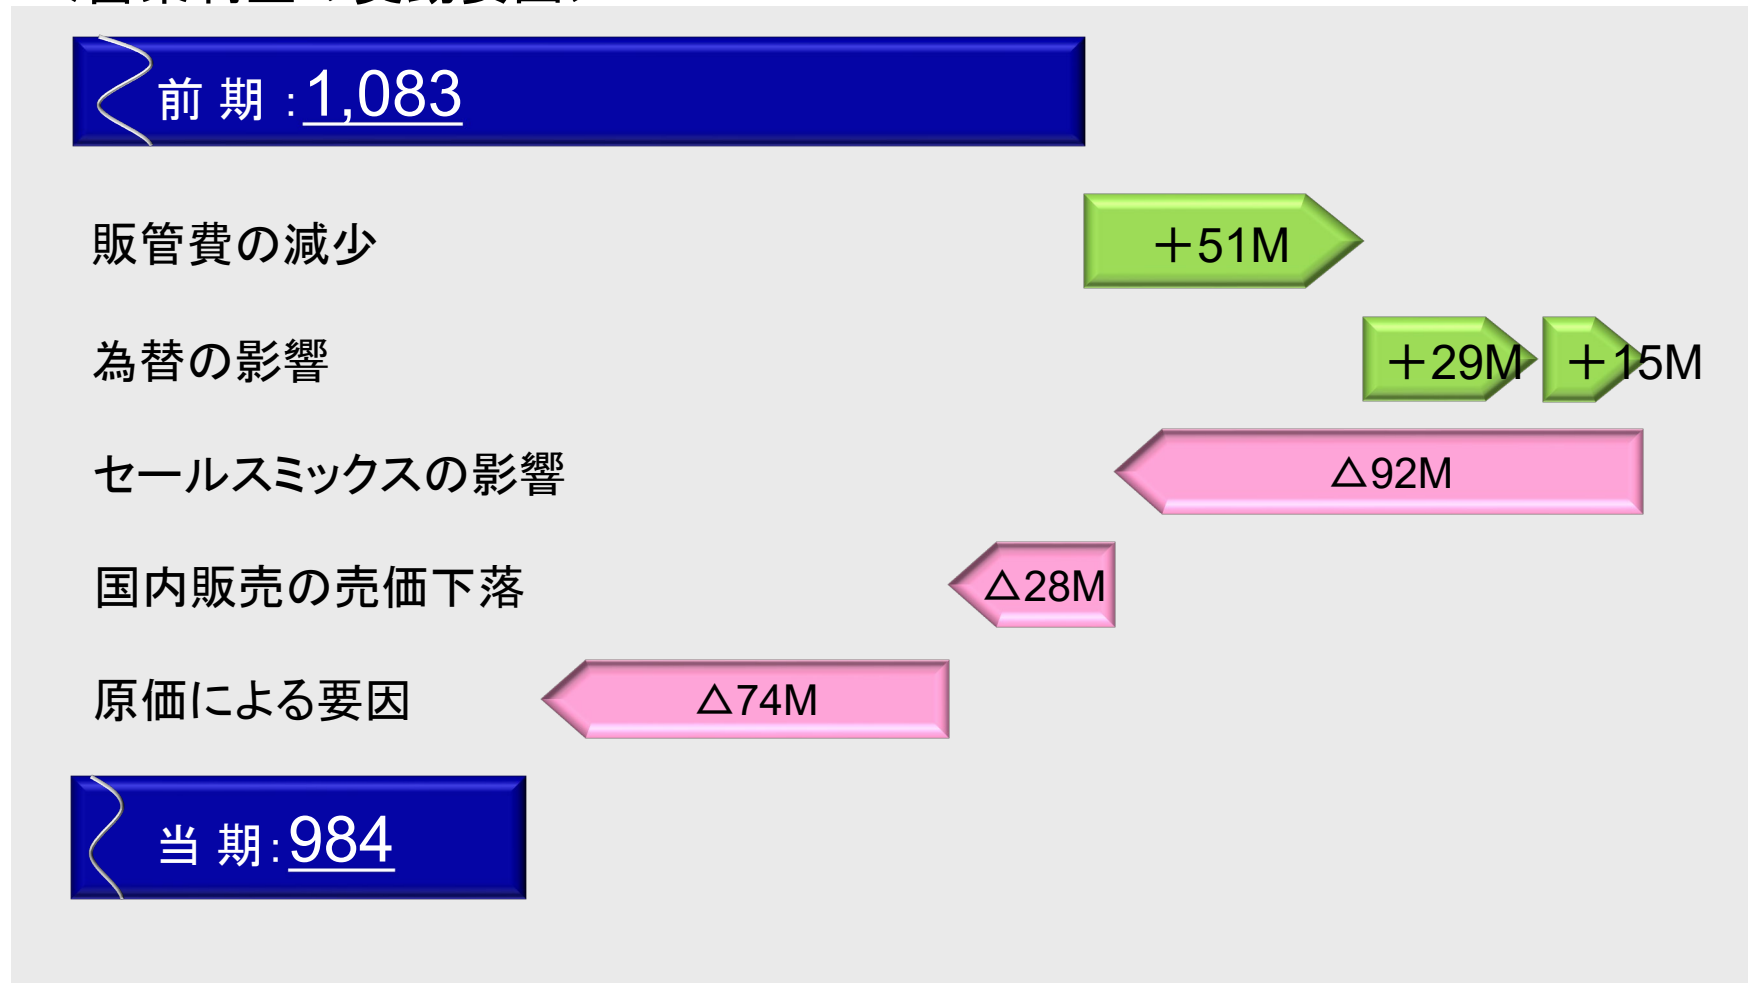 前 期 :1,083
販管費の減少
+51M
為替の影響
+29M
+15M
セールスミックスの影響
△92M
国内販売の売価下落
△28M
原価による要因
△74M
当 期:984